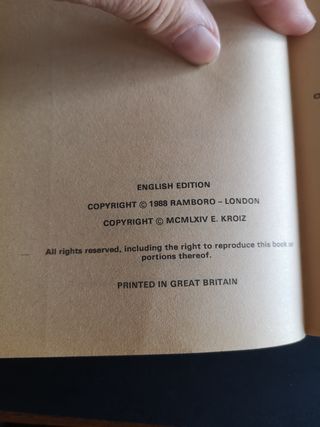 ENGLISH EDITION
COPYRIGHT © 1988 RAMBORO – LONDON
COPYRIGHT © MCMLXIV E. KROIZ
All rights reserved, including the right to reproduce this book or
portions thereof.
PRINTED IN GREAT BRITAIN